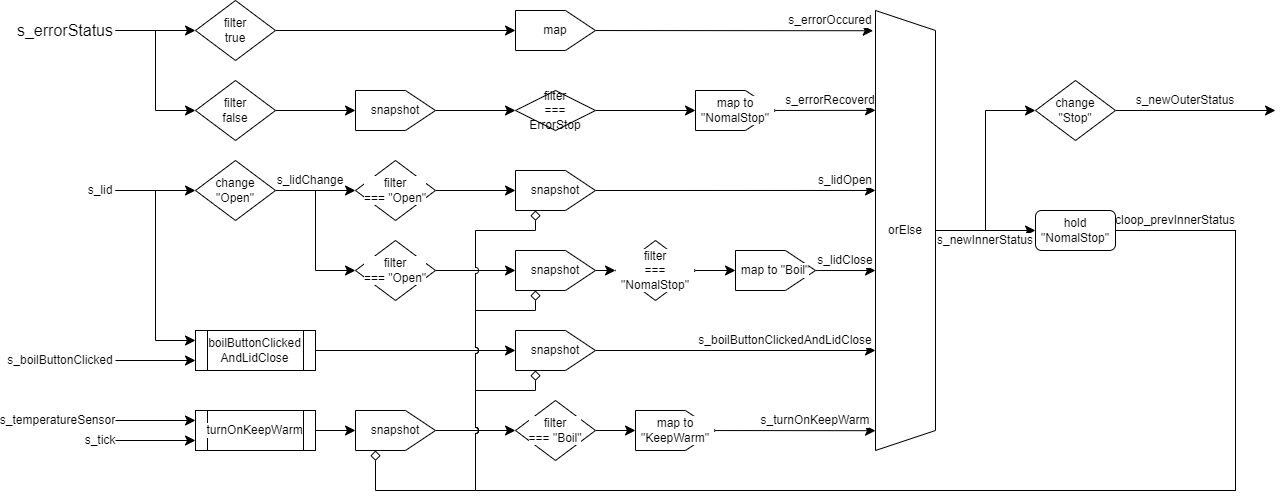 s_errorStatus
filter
true
map
s_errorOccured
filter
false
snapshot
filter
===
ErrorStop
map to
"NomalStop"
s_errorRecoverd
change
"Stop"
s_newOuterStatus
s_lid
change
"Open"
s_lidChange
filter
=== "Open"
snapshot
s_lidOpen
orElse
s_newInnerStatus
hold
"NomalStop"
cloop_prevInnerStatus
filter
=== "Open"
snapshot
filter
===
"NomalStop"
map to "Boil"
s_lidClose
s_boilButtonClicked
boilButtonClicked
AndLidClose
snapshot
s_boilButtonClickedAndLidClose
s_temperatureSensor
s_tick
turnOnKeepWarm
snapshot
filter
=== "Boil"
map to
"KeepWarm"
s_turnOnKeepWarm